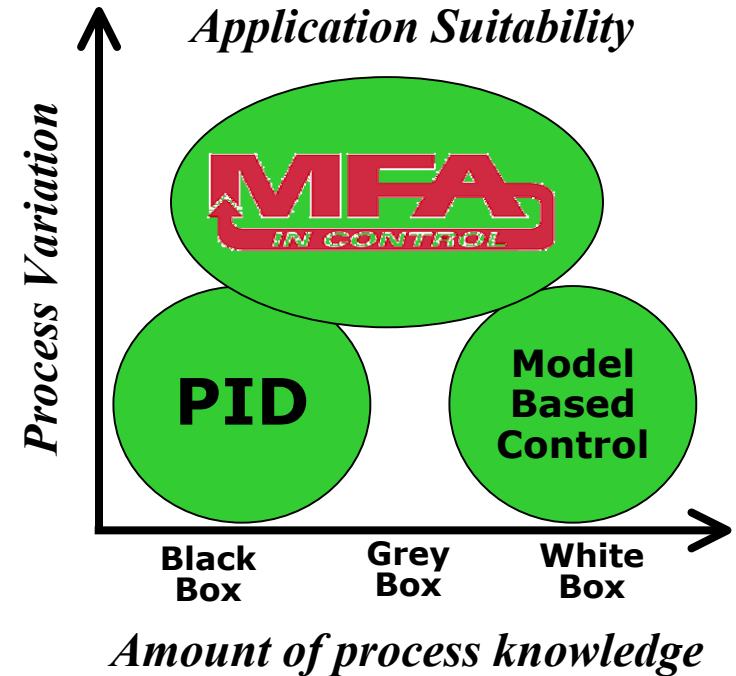 Application Suitability
Process Variation
MFA
IN CONTROL
PID
Model
Based
Control
Black
Box
Grey
Box
White
Box
Amount of process knowledge